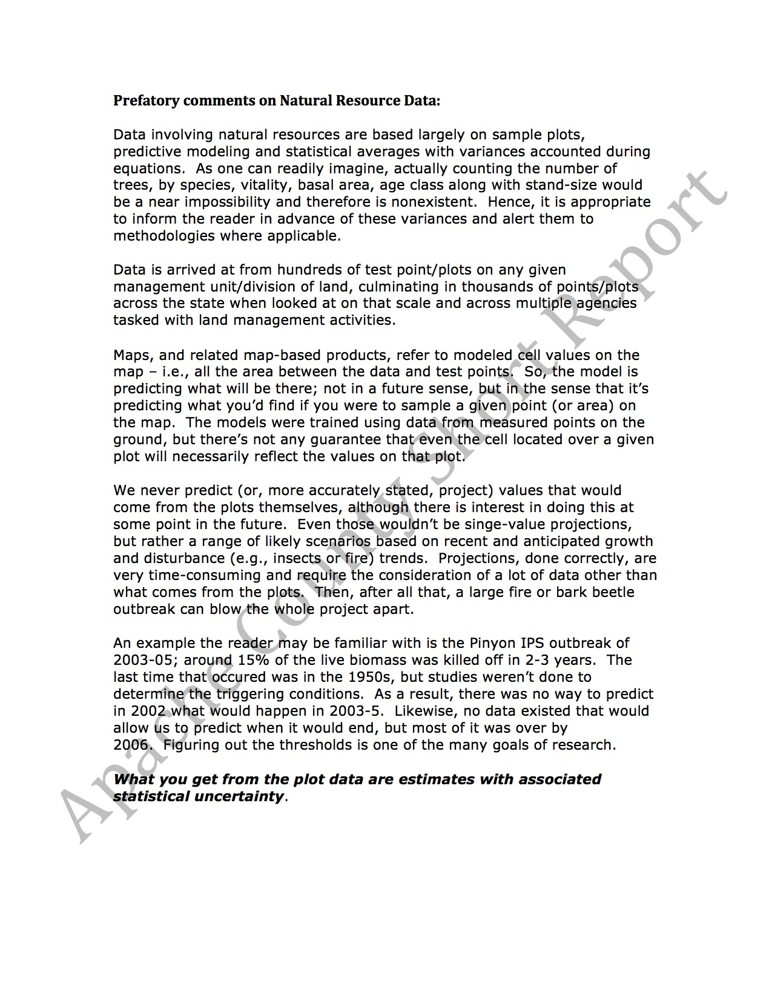 Prefatory comments on Natural Resource Data:
Data involving natural resources are based largely on sample plots,
predictive modeling and statistical averages with variances accounted during
equations.  As one can readily imagine, actually counting the number of
trees, by species, vitality, basal area, age class along with stand-size would
be a near impossibility and therefore is nonexistent.  Hence, it is appropriate
to inform the reader in advance of these variances and alert them to
methodologies where applicable.
Data is arrived at from hundreds of test point/plots on any given
management unit/division of land, culminating in thousands of points/plots
across the state when looked at on that scale and across multiple agencies
tasked with land management activities.
Maps, and related map-based products, refer to modeled cell values on the
map – i.e., all the area between the data and test points.  So, the model is
predicting what will be there; not in a future sense, but in the sense that it’s
predicting what you’d find if you were to sample a given point (or area) on
the map.  The models were trained using data from measured points on the
ground, but there’s not any guarantee that even the cell located over a given
plot will necessarily reflect the values on that plot.
We never predict (or, more accurately stated, project) values that would
come from the plots themselves, although there is interest in doing this at
some point in the future.  Even those wouldn’t be singe-value projections,
but rather a range of likely scenarios based on recent and anticipated growth
and disturbance (e.g., insects or fire) trends.  Projections, done correctly, are
very time-consuming and require the consideration of a lot of data other than
what comes from the plots.  Then, after all that, a large fire or bark beetle
outbreak can blow the whole project apart.
An example the reader may be familiar with is the Pinyon IPS outbreak of
2003-05; around 15% of the live biomass was killed off in 2-3 years.  The
last time that occured was in the 1950s, but studies weren’t done to
determine the triggering conditions.  As a result, there was no way to predict
in 2002 what would happen in 2003-5.  Likewise, no data existed that would
allow us to predict when it would end, but most of it was over by
2006.  Figuring out the thresholds is one of the many goals of research.
What you get from the plot data are estimates with associated
statistical uncertainty.
Apache County Short Report